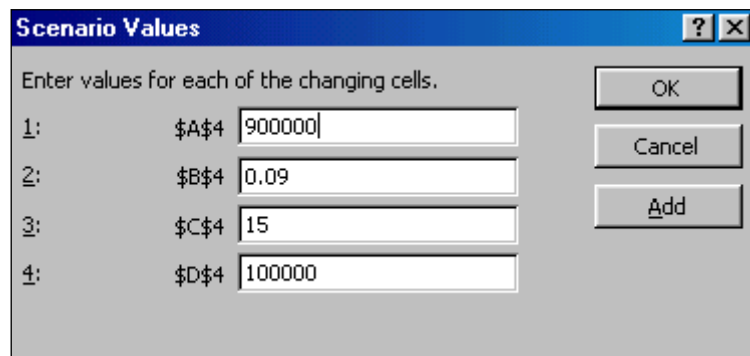 Scenario Values
Enter values for each of the changing cells.
1: $A$4 900000
2: $B$4 0.09
3: $C$4 15
4: $D$4 100000
OK
Cancel
Add